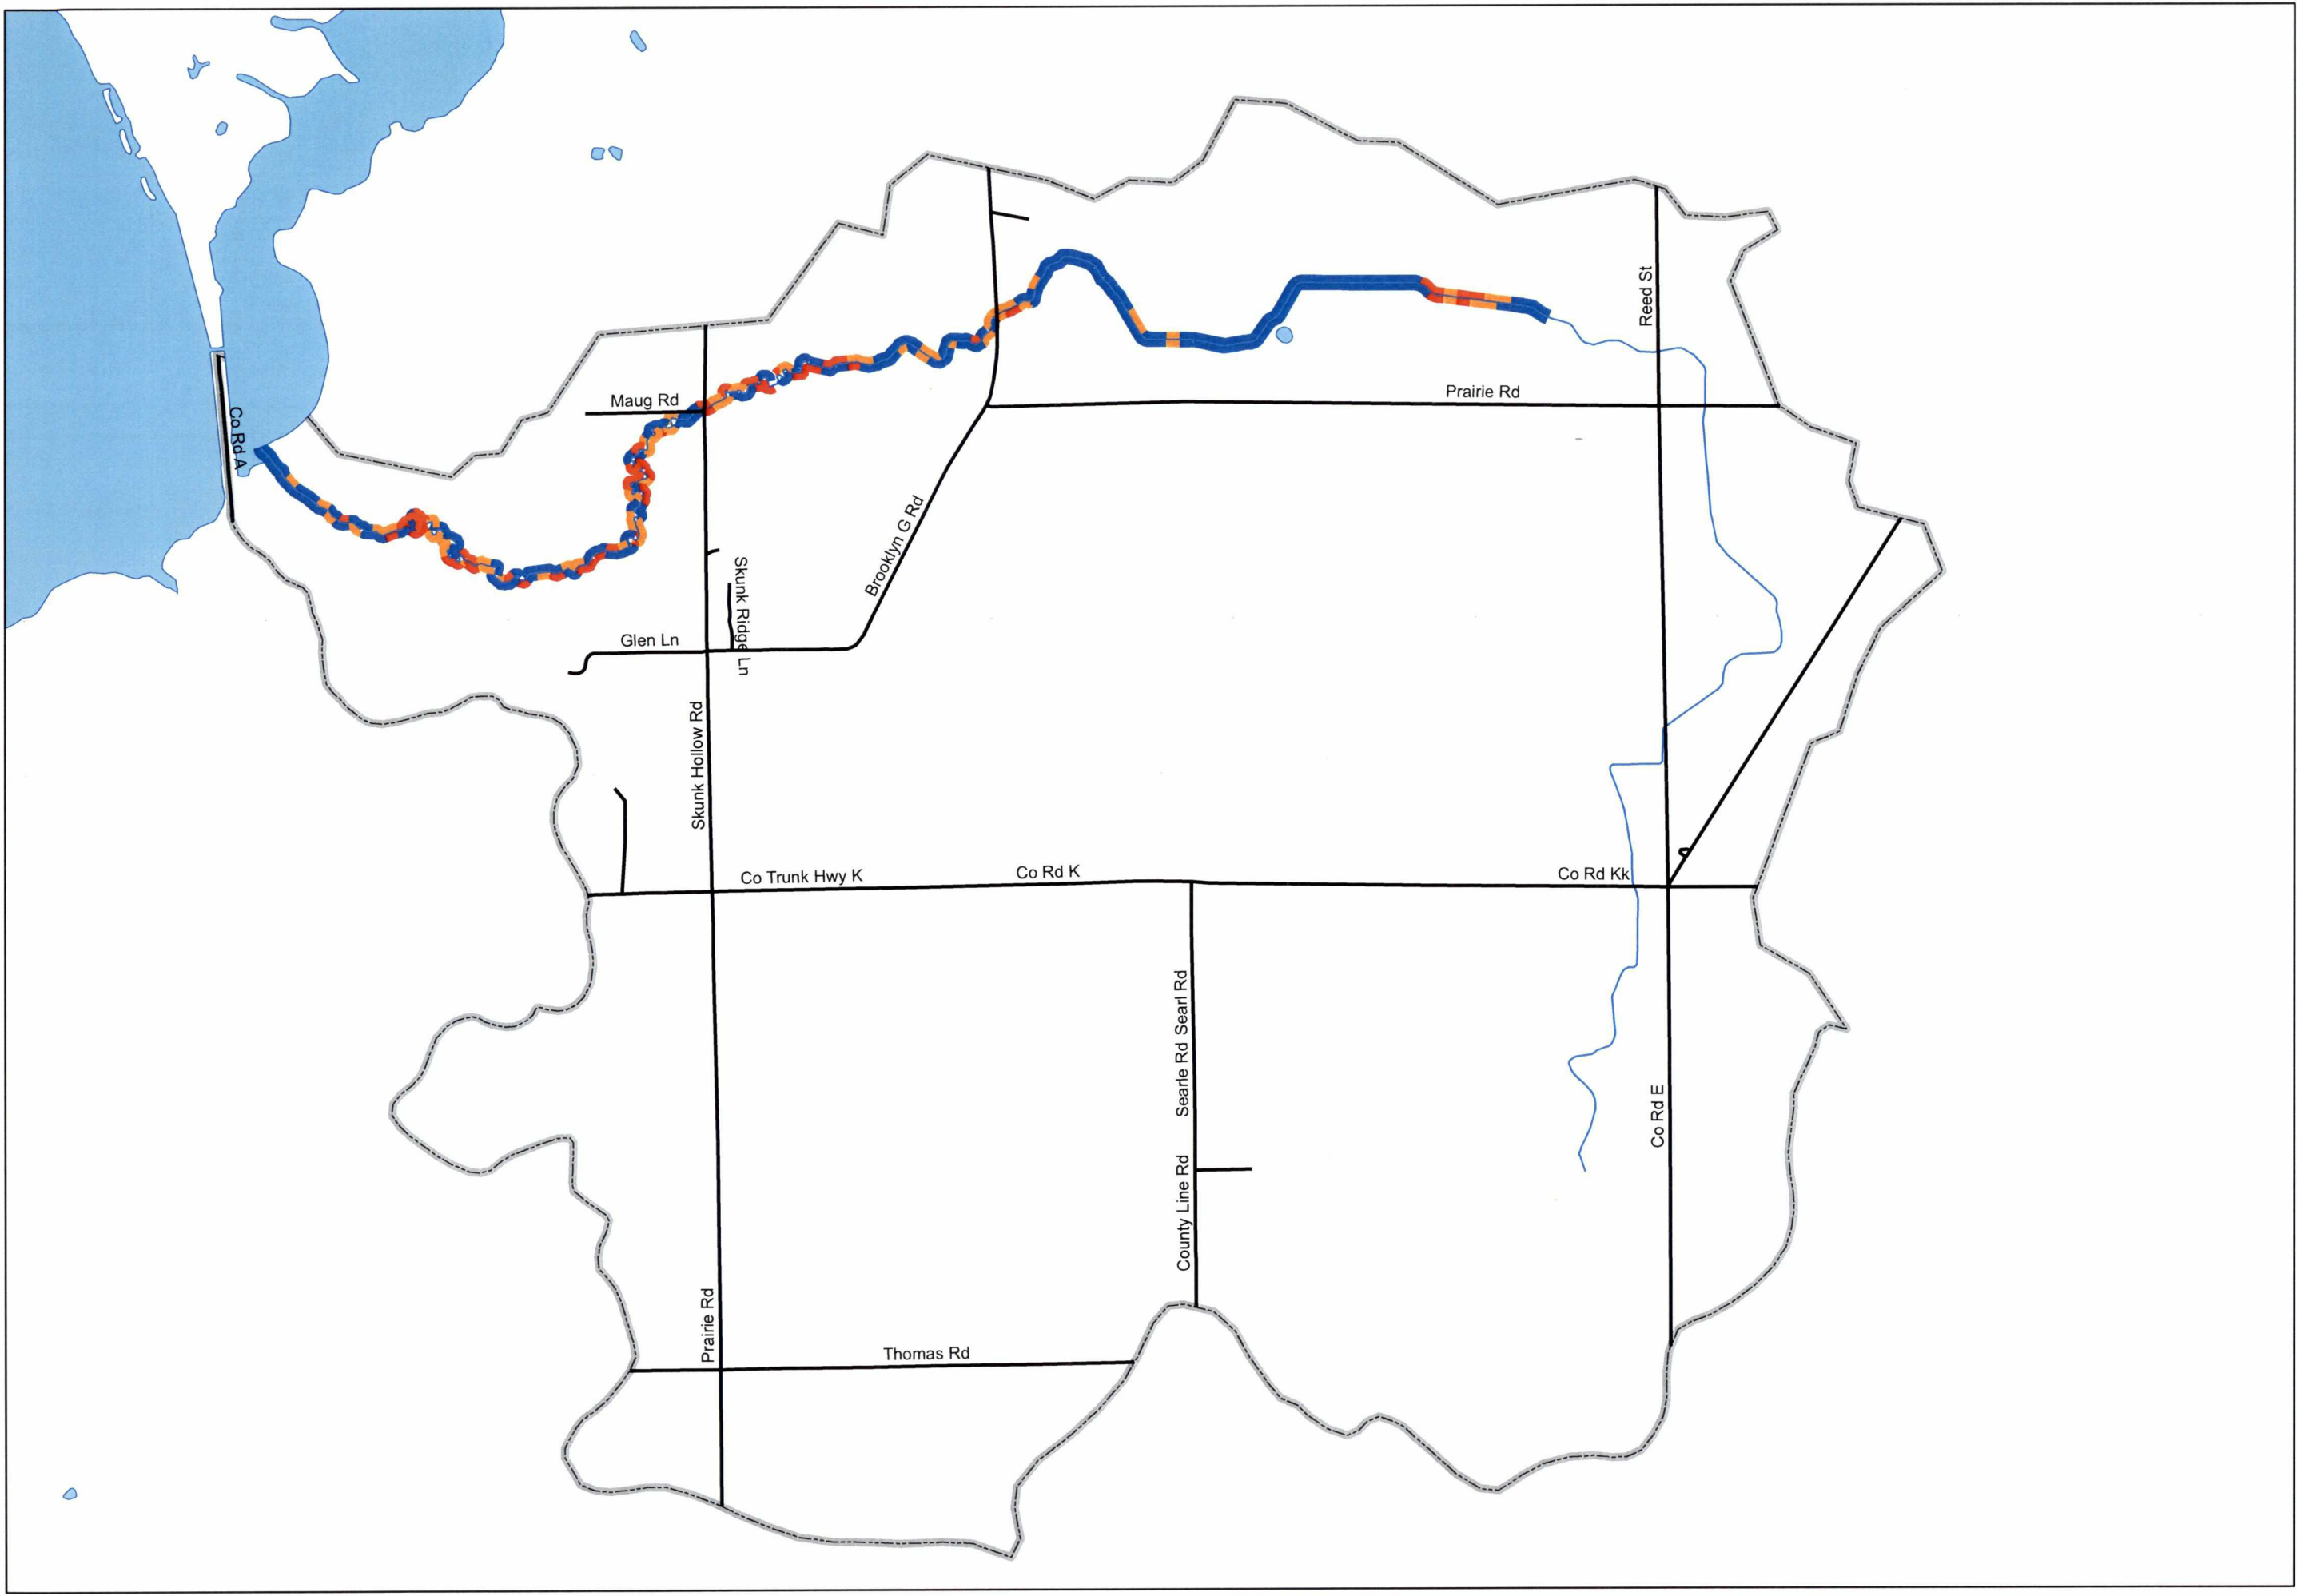 Reed St
Prairie Rd
Maug Rd
Co Rd A
Brooklyn G Rd
Skunk Ridge Ln
Glen Ln
Skunk Hollow Rd
Co Trunk Hwy K
Co Rd K
Co Rd Kk
Searle Rd Searl Rd
Co Rd E
County Line Rd
Prairie Rd
Thomas Rd